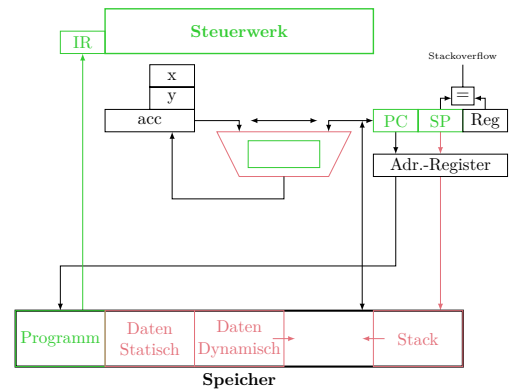 Steuerwerk
IR
Stackoverflow
x
y
=
acc
PC
SP
Reg
Adr.-Register
Programm
Daten
Statisch
Daten
Dynamisch
Stack
Speicher